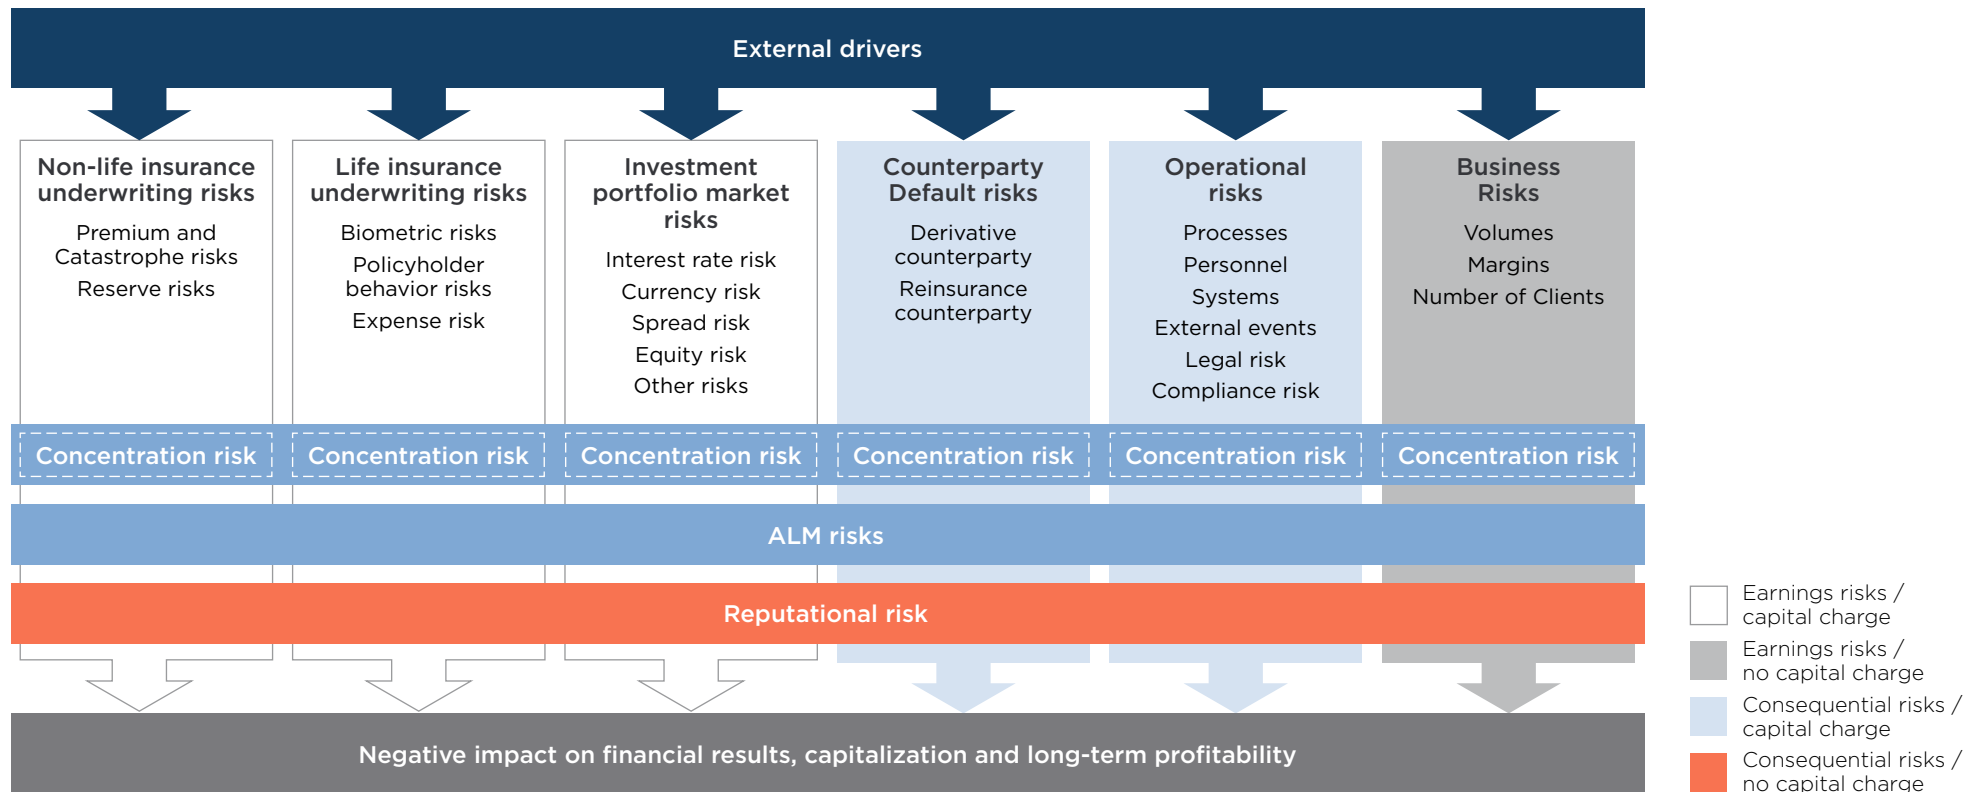 External drivers
Non-life insurance
underwriting risks
Premium and
Catastrophe risks
Reserve risks
Life insurance
underwriting risks
Biometric risks
Policyholder
behavior risks
Expense risk
Investment
portfolio market
risks
Interest rate risk
Currency risk
Spread risk
Equity risk
Other risks
Counterparty
Default risks
Derivative
counterparty
Reinsurance
counterparty
Operational
risks
Processes
Personnel
Systems
External events
Legal risk
Compliance risk
Business
Risks
Volumes
Margins
Number of Clients
Concentration risk
Concentration risk
Concentration risk
Concentration risk
Concentration risk
Concentration risk
ALM risks
Reputational risk
Negative impact on financial results, capitalization and long-term profitability
Earnings risks /
capital charge
Earnings risks /
no capital charge
Consequential risks /
capital charge
Consequential risks /
no capital charge